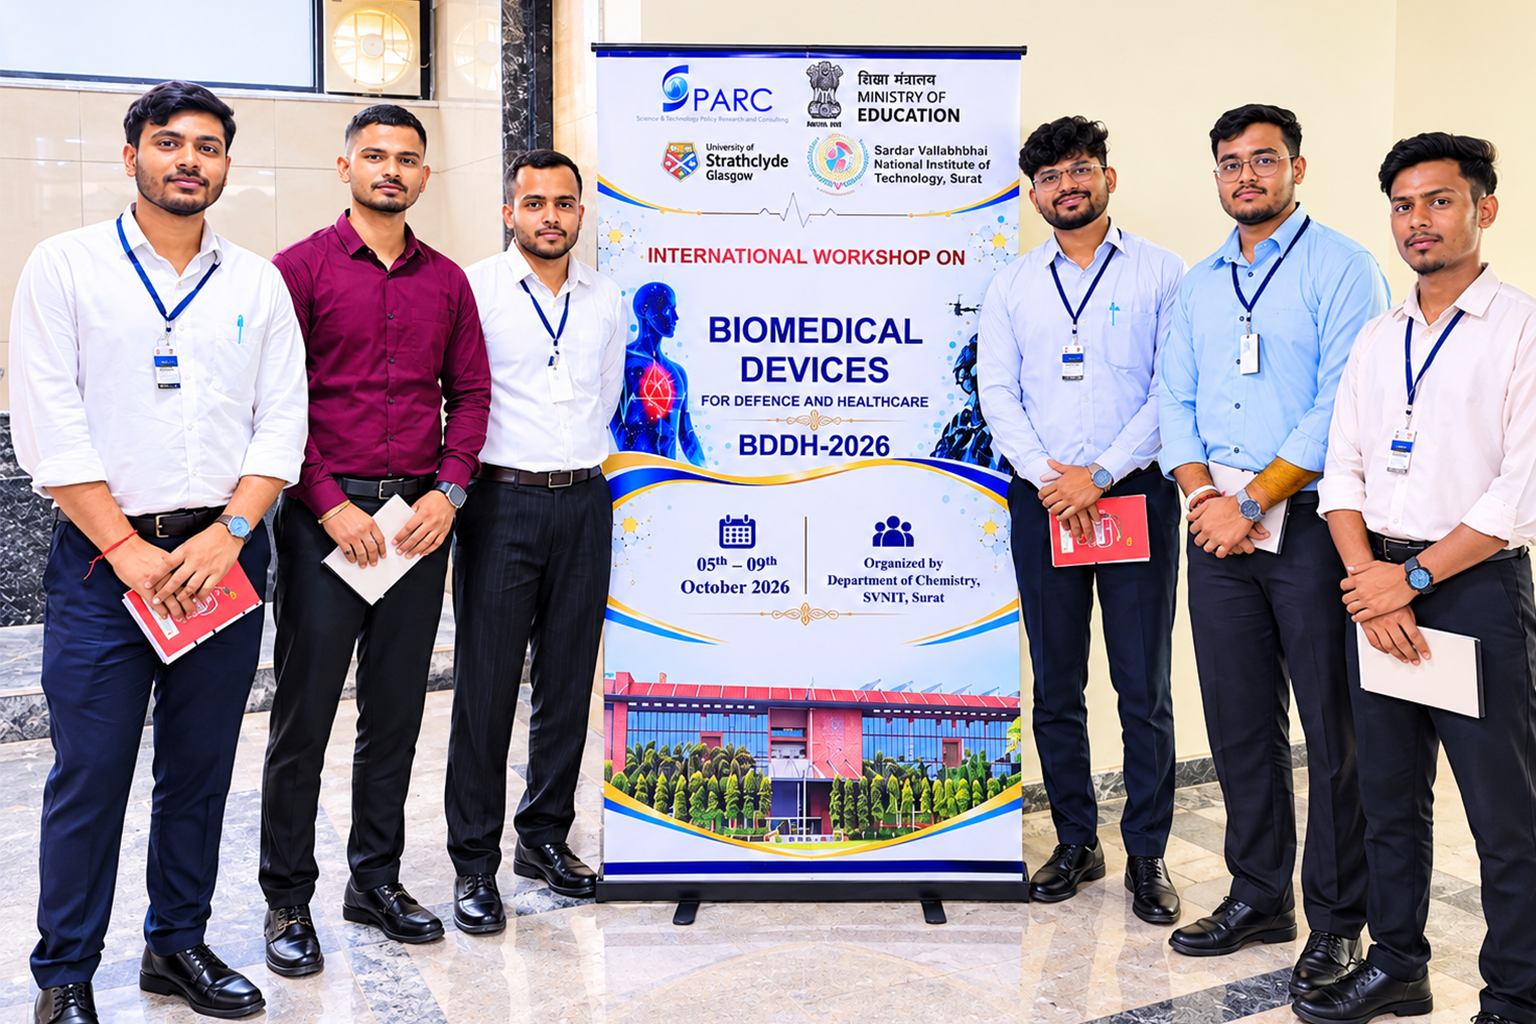 SPARC
Science & Technology Policy Research and Consulting
शिक्षा मंत्रालय
MINISTRY OF
EDUCATION
University of
Strathclyde
Glasgow
Sardar Vallabhbhai
National Institute of
Technology, Surat
INTERNATIONAL WORKSHOP ON
BIOMEDICAL
DEVICES
FOR DEFENCE AND HEALTHCARE
BDDH-2026
05th – 09th
October 2026
Organized by
Department of Chemistry,
SVNIT, Surat